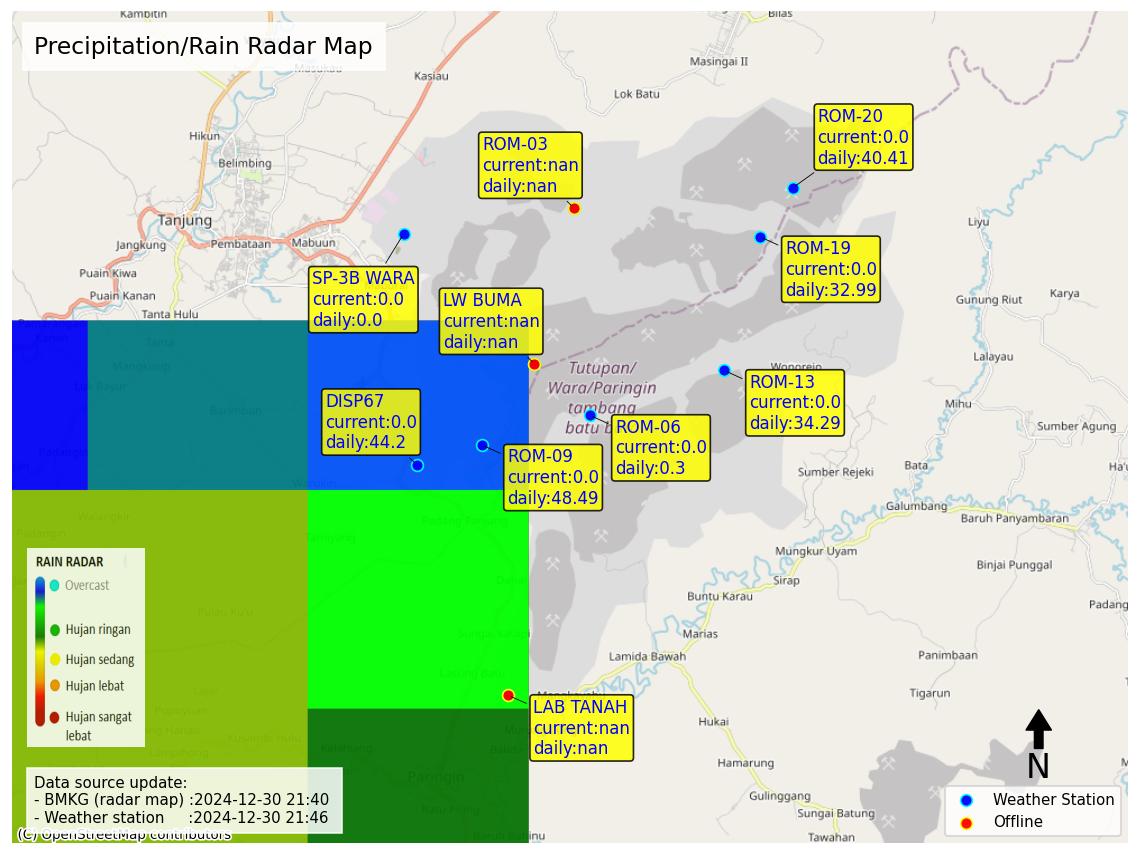 Kambitin
Bilas
Precipitation/Rain Radar Map
Masingai II
Masukau
Kasiau
Lok Batu
ROM-20
current:0.0
daily:40.41
Hikun
ROM-03
current:nan
daily:nan
Belimbing
Tanjung
Liyu
Jangkung
Pembataan
Mabuun
ROM-19
current:0.0
daily:32.99
Puain Kiwa
SP-3B WARA
current:0.0
daily:0.0
Puain Kanan
LW BUMA
current:nan
daily:nan
Gunung Riut
Karya
Tanta Hulu
Lalayau
Wonorejo
Tutupan/
Wara/Paringin
tambang
batu b
ROM-13
current:0.0
daily:34.29
DISP67
current:0.0
daily:44.2
Mihu
ROM-06
current:0.0
daily:0.3
Sumber Agung
ROM-09
current:0.0
daily:48.49
Bata
Ha'u
Sumber Rejeki
Warukin
Galumbang
Baruh Panyambaran
Padang Panjang
Mungkur Uyam
Binjai Punggal
RAIN RADAR
Overcast
Hujan ringan
Hujan sedang
Hujan lebat
Hujan sangat
lebat
Sirap
Buntu Karau
Padang
Marias
Lamida Bawah
Panimbaan
Tigarun
LAB TANAH
current:nan
daily:nan
Hukai
Hamarung
Paringin
N
Data source update:
- BMKG (radar map) :2024-12-30 21:40
- Weather station :2024-12-30 21:46
Gulinggang
Sungai Batung
Weather Station
Offline
Tawahan
(C) OpenStreetMap contributors